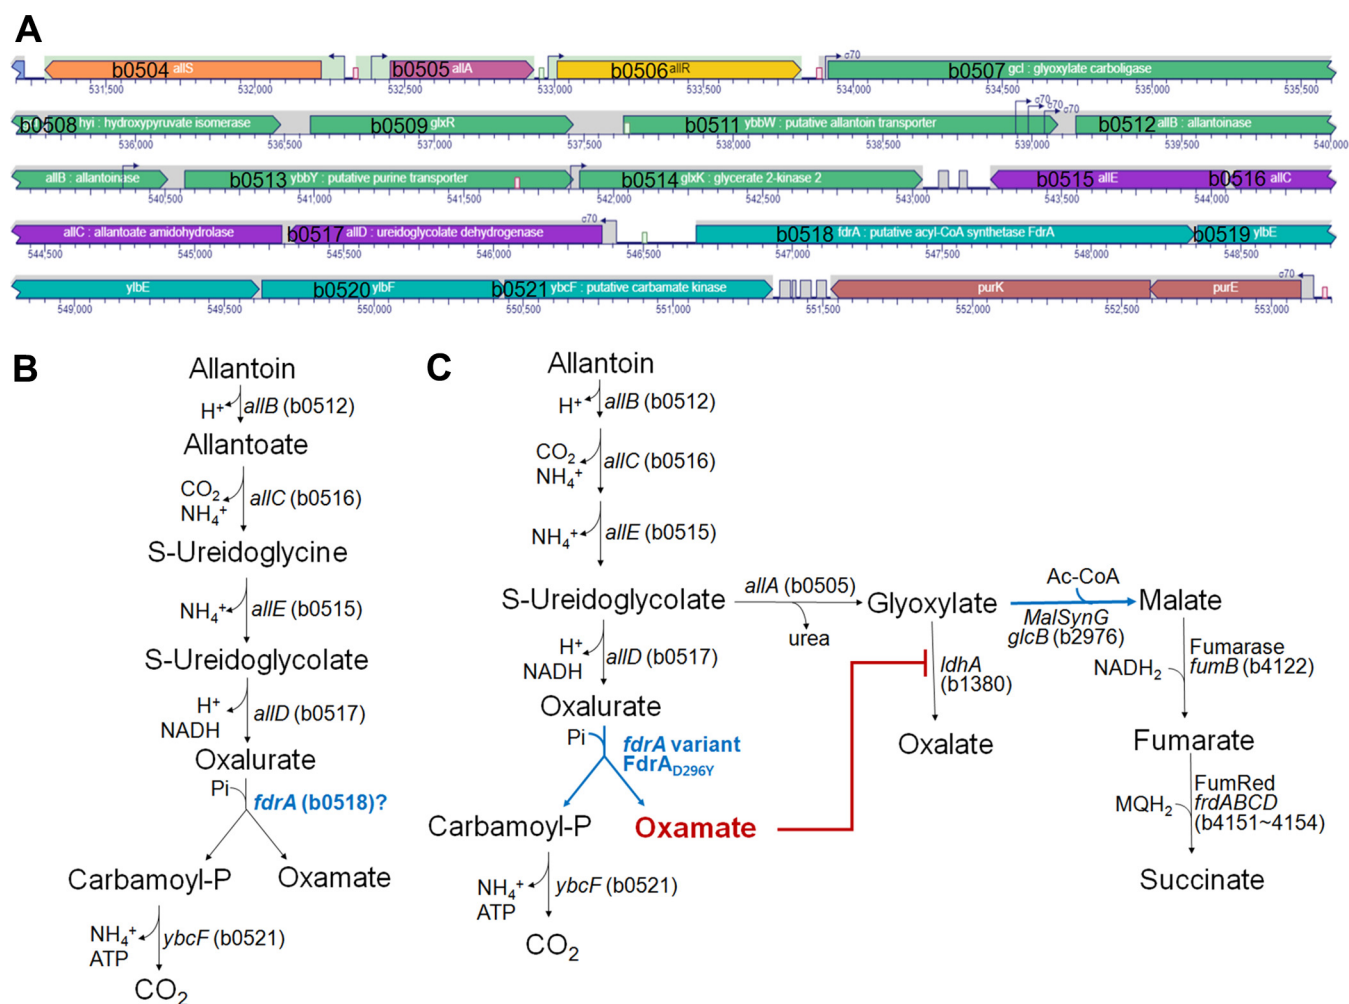 A
σ70
b0504 allS
b0505 allA
b0506 allR
b0507 gcl : glyoxylate carboligase
531,500
532,000
532,500
533,000
533,500
534,000
534,500
535,000
535,500
σ70
σ70
σ70
b0508 hyi : hydroxypyruvate isomerase
b0509 glxR
b0511 ybbW : putative allantoin transporter
b0512 allB : allantoinase
536,000
536,500
537,000
537,500
538,000
538,500
539,000
539,500
540,000
allB : allantoinase
b0513 ybbY : putative purine transporter
b0514 glxK : glycerate 2-kinase 2
b0515 allE
b0516 allC
540,500
541,000
541,500
542,000
542,500
543,000
543,500
544,000
σ70
allC : allantoate amidohydrolase
b0517 allD : ureidoglycolate dehydrogenase
b0518 fdrA : putative acyl-CoA synthetase FdrA
b0519 ylbE
544,500
545,000
545,500
546,000
546,500
547,000
547,500
548,000
548,500
σ70
ylbE
b0520 ylbF
b0521 ybcF : putative carbamate kinase
purK
purE
549,000
549,500
550,000
550,500
551,000
551,500
552,000
552,500
553,000
B
Allantoin
H⁺
allB (b0512)
Allantoate
CO₂
NH₄⁺
allC (b0516)
S-Ureidoglycine
NH₄⁺
allE (b0515)
S-Ureidoglycolate
H⁺
NADH
allD (b0517)
Oxalurate
Pi
fdrA (b0518)?
Carbamoyl-P
Oxamate
NH₄⁺
ATP
ybcF (b0521)
CO₂
C
Allantoin
H⁺
allB (b0512)
CO₂
NH₄⁺
allC (b0516)
NH₄⁺
allE (b0515)
S-Ureidoglycolate
allA (b0505)
urea
Glyoxylate
Ac-CoA
MalSynG
glcB (b2976)
Malate
H⁺
NADH
allD (b0517)
ldhA
(b1380)
NADH₂
Fumarase
fumB (b4122)
Oxalurate
Pi
fdrA variant
FdrA_D296Y
Oxalate
Fumarate
MQH₂
FumRed
frdABCD
(b4151~4154)
Carbamoyl-P
Oxamate
Succinate
NH₄⁺
ATP
ybcF (b0521)
CO₂